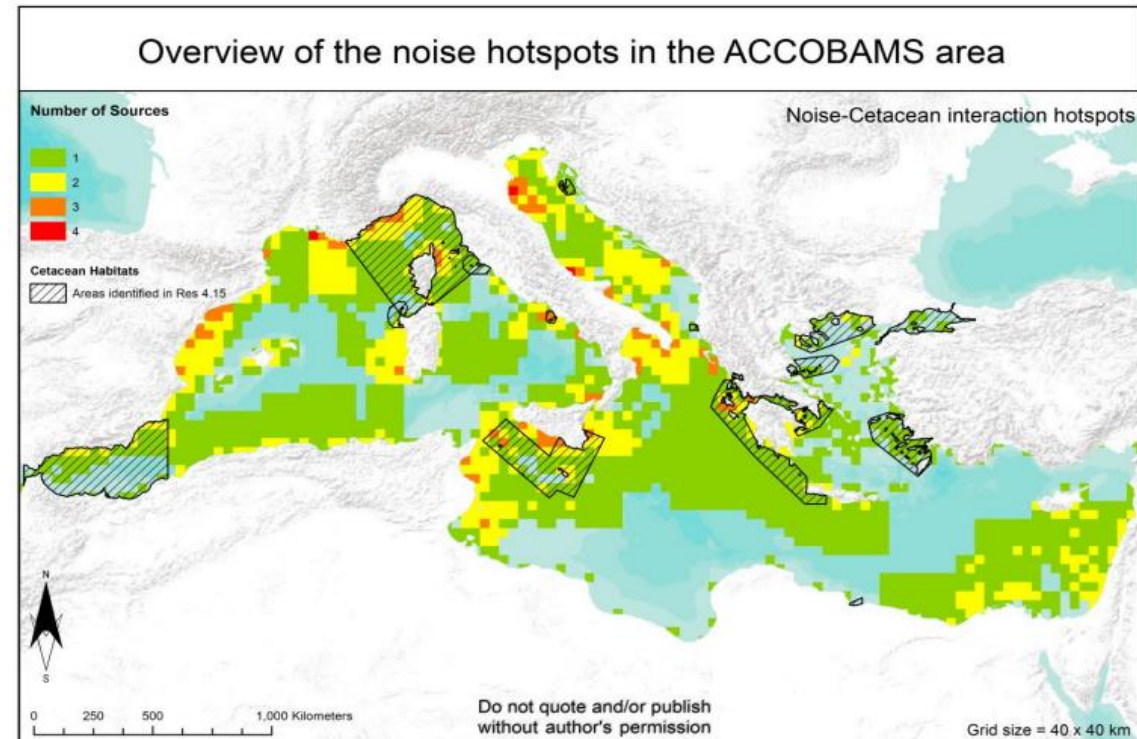 Overview of the noise hotspots in the ACCOBAMS area
Number of Sources
Noise-Cetacean interaction hotspots
1
2
3
4
Cetacean Habitats
Areas identified in Res 4.15
N
S
0 250 500 1,000 Kilometers
Do not quote and/or publish
without author's permission
Grid size = 40 x 40 km